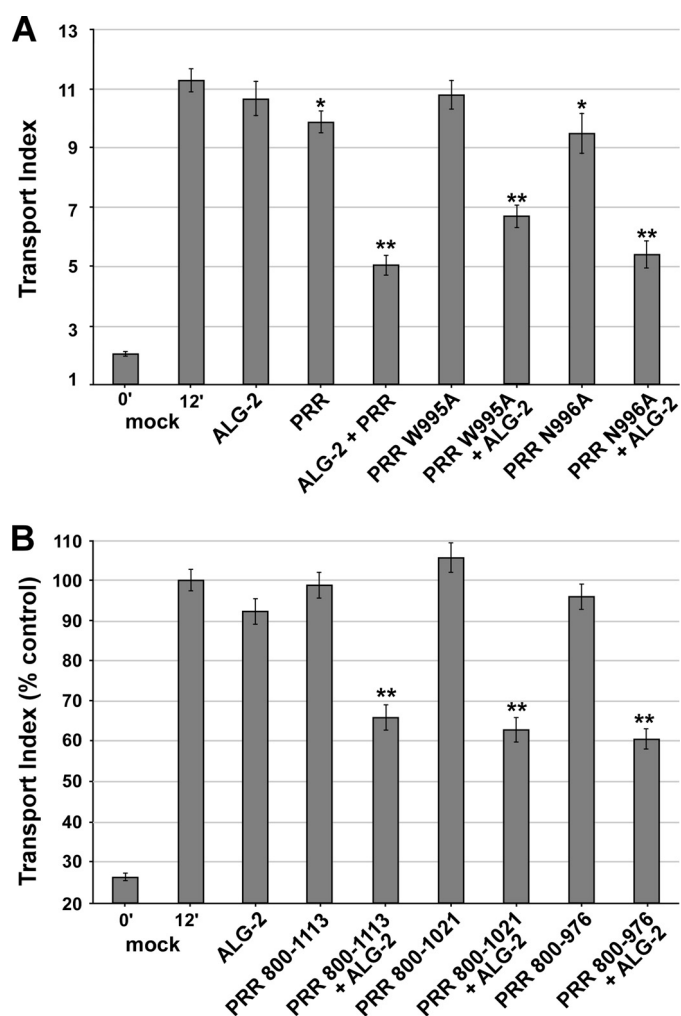 A
Transport Index
13
11
9
7
5
3
1
*
**
**
*
**
0'
12'
mock
ALG-2
PRR
ALG-2 + PRR
PRR W995A
PRR W995A
+ ALG-2
PRR N996A
PRR N996A
+ ALG-2
B
Transport Index (% control)
110
100
90
80
70
60
50
40
30
20
**
**
**
0'
12'
mock
ALG-2
PRR 800-1113
PRR 800-1113
+ ALG-2
PRR 800-1021
PRR 800-1021
+ ALG-2
PRR 800-976
PRR 800-976
+ ALG-2